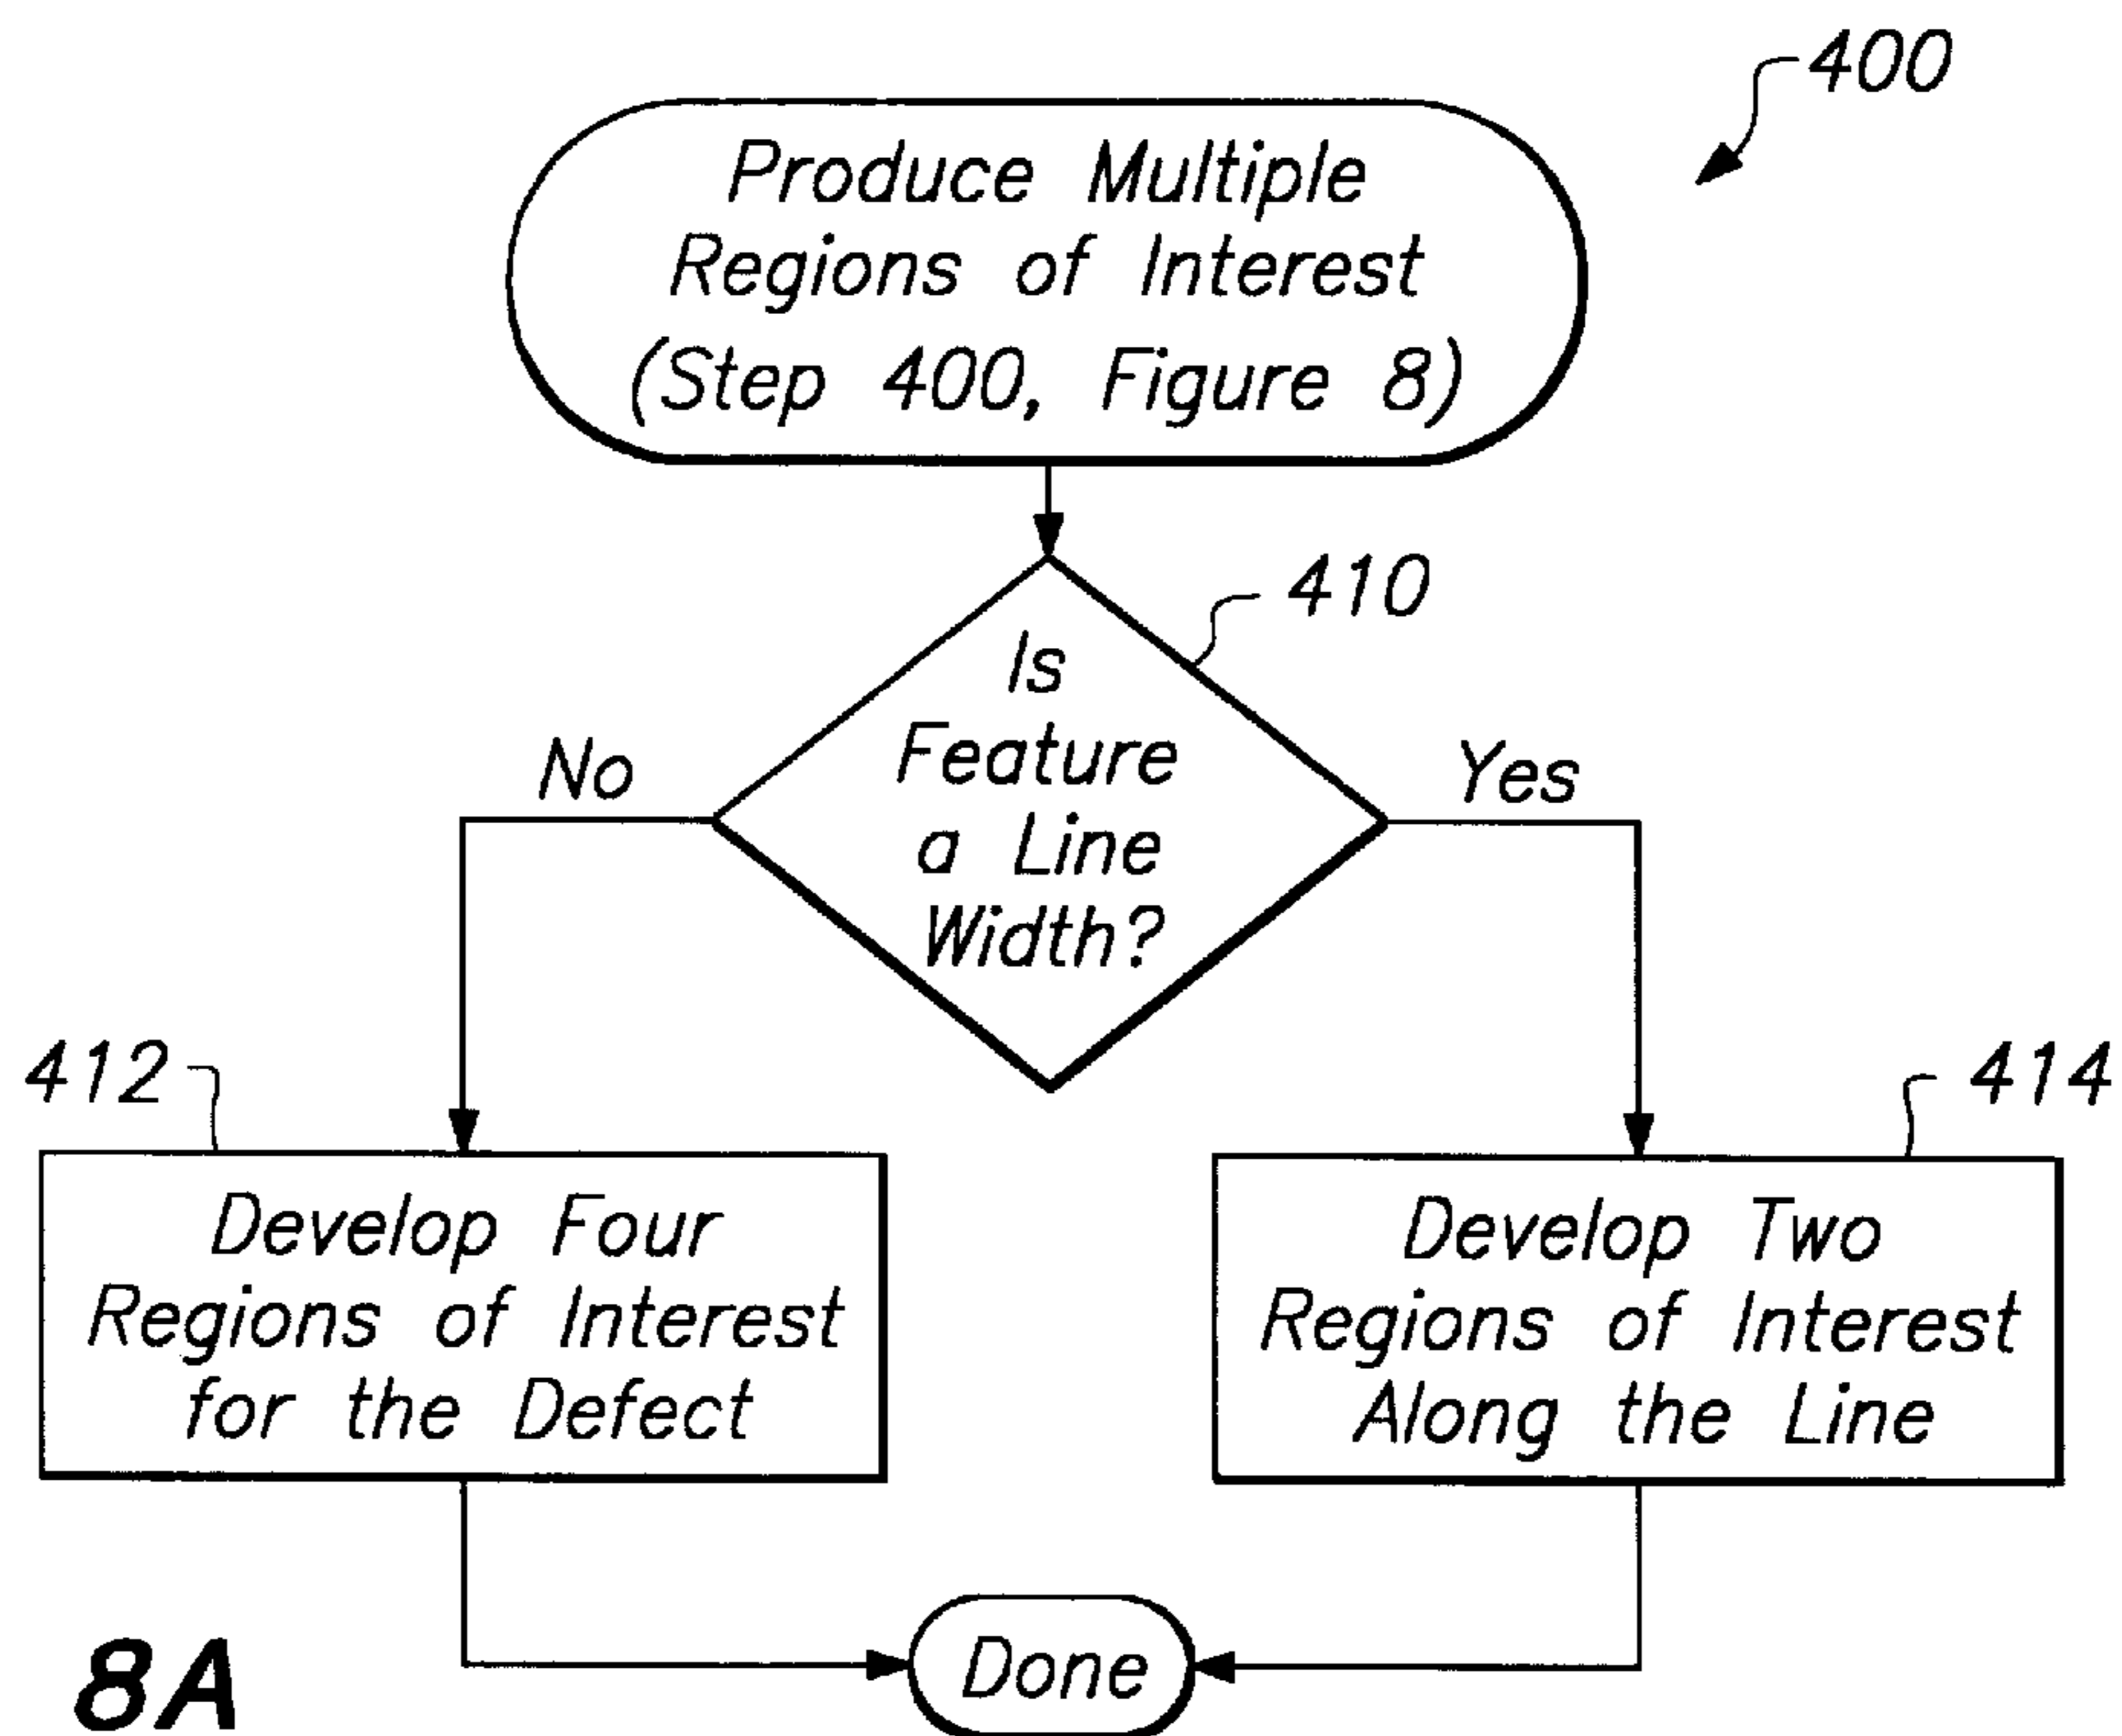 400
Produce Multiple
Regions of Interest
(Step 400, Figure 8)
410
Is
Feature
a Line
Width?
No
Yes
412
414
Develop Four
Regions of Interest
for the Defect
Develop Two
Regions of Interest
Along the Line
Done
8A